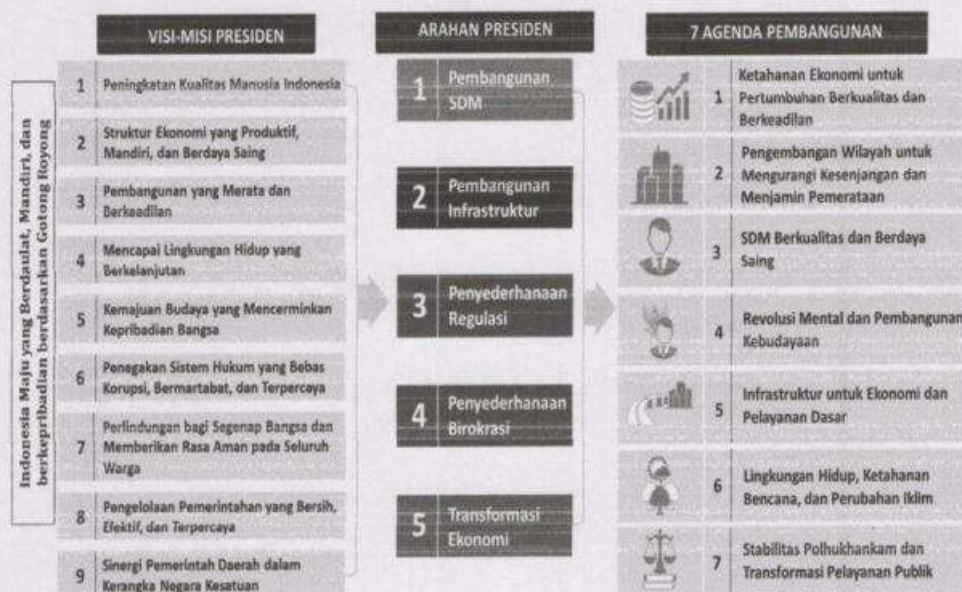 Indonesia Maju yang Berdaulat, Mandiri, dan
berkepribadian berdasarkan Gotong Royong
VISI-MISI PRESIDEN
1 Peningkatan Kualitas Manusia Indonesia
2 Struktur Ekonomi yang Produktif,
Mandiri, dan Berdaya Saing
3 Pembangunan yang Merata dan
Berkeadilan
4 Mencapai Lingkungan Hidup yang
Berkelanjutan
5 Kemajuan Budaya yang Mencerminkan
Kepribadian Bangsa
6 Penegakan Sistem Hukum yang Bebas
Korupsi, Bermartabat, dan Terpercaya
7 Perlindungan bagi Segenap Bangsa dan
Memberikan Rasa Aman pada Seluruh
Warga
8 Pengelolaan Pemerintahan yang Bersih,
Efektif, dan Terpercaya
9 Sinergi Pemerintah Daerah dalam
Kerangka Negara Kesatuan
ARAHAN PRESIDEN
1 Pembangunan
SDM
2 Pembangunan
Infrastruktur
3 Penyederhanaan
Regulasi
4 Penyederhanaan
Birokrasi
5 Transformasi
Ekonomi
7 AGENDA PEMBANGUNAN
1 Ketahanan Ekonomi untuk
Pertumbuhan Berkualitas dan
Berkeadilan
2 Pengembangan Wilayah untuk
Mengurangi Kesenjangan dan
Menjamin Pemerataan
3 SDM Berkualitas dan Berdaya
Saing
4 Revolusi Mental dan Pembangunan
Kebudayaan
5 Infrastruktur untuk Ekonomi dan
Pelayanan Dasar
6 Lingkungan Hidup, Ketahanan
Bencana, dan Perubahan Iklim
7 Stabilitas Polhukhankam dan
Transformasi Pelayanan Publik